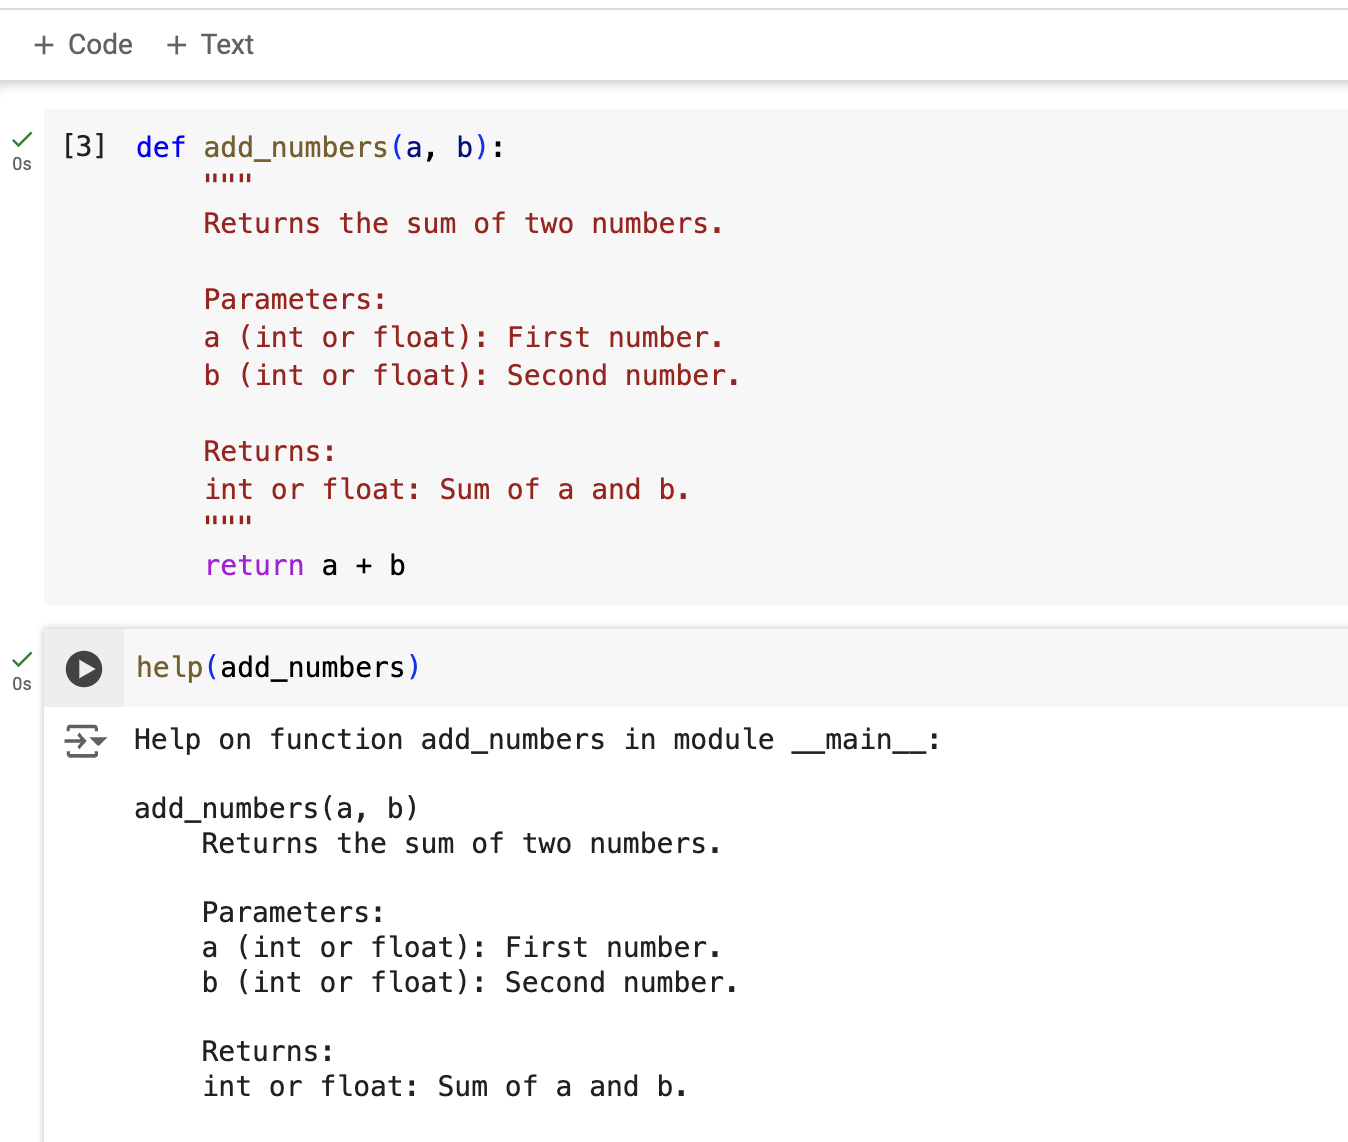 + Code + Text
[3] def add_numbers(a, b):
0s
"""
Returns the sum of two numbers.
Parameters:
a (int or float): First number.
b (int or float): Second number.
Returns:
int or float: Sum of a and b.
"""
return a + b
help(add_numbers)
0s
Help on function add_numbers in module __main__:
add_numbers(a, b)
Returns the sum of two numbers.
Parameters:
a (int or float): First number.
b (int or float): Second number.
Returns:
int or float: Sum of a and b.